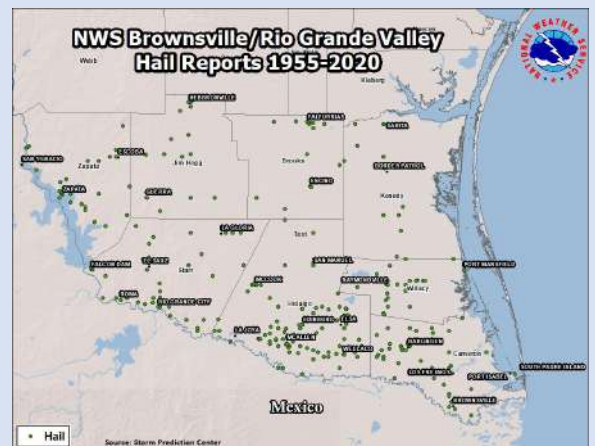 NWS Brownsville/Rio Grande Valley
Hail Reports 1955-2020
NATIONAL WEATHER SERVICE
Webb
Kleberg
HEBBRONVILLE
FALFURRIAS
SARITA
ESCOBA
SAN YGNACIO
Zapata
Jim Hogg
Brooks
BORDER PATROL
ZAPATA
GUERRA
ENCINO
Kenedy
LA GLORIA
Starr
SAN MANUEL
FALCON DAM
PORT MANSFIELD
MCCOOK
RAYMONDVILLE
Willacy
ROMA
RIO GRANDE CITY
Hidalgo
EDINBURG
ELSA
LA JOYA
MCALLEN
WESLACO
HARLINGEN
Cameron
LOS FRESNOS
PORT ISABEL
SOUTH PADRE ISLAND
BROWNSVILLE
Mexico
Hail
Source: Storm Prediction Center